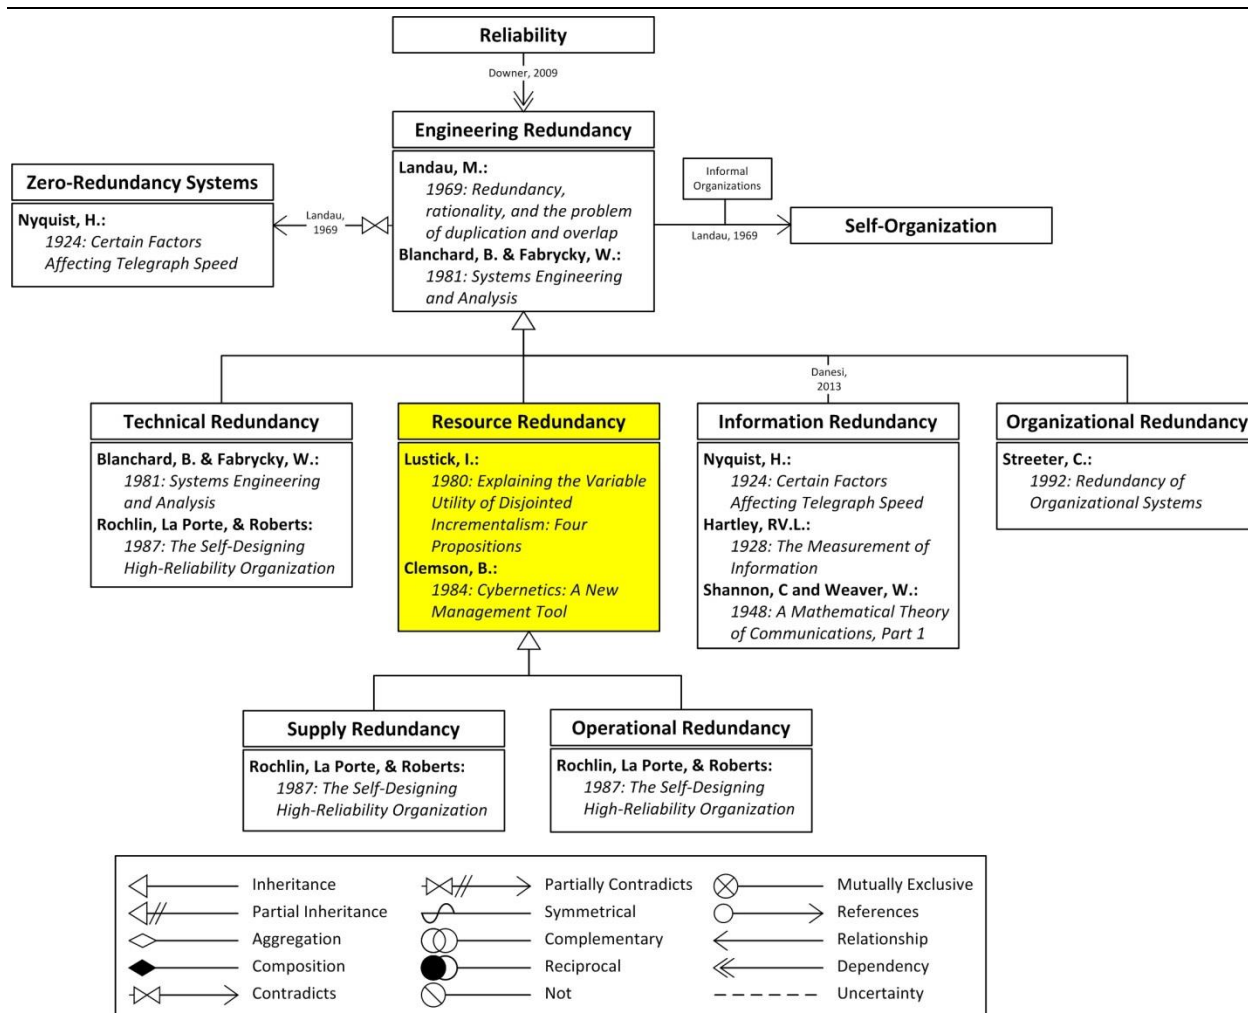 Reliability
Downer, 2009
Engineering Redundancy
Landau, M.:
1969: Redundancy,
rationality, and the problem
of duplication and overlap
Blanchard, B. & Fabrycky, W.:
1981: Systems Engineering
and Analysis
Zero-Redundancy Systems
Nyquist, H.:
1924: Certain Factors
Affecting Telegraph Speed
Landau,
1969
Informal
Organizations
Landau, 1969
Self-Organization
Danesi,
2013
Technical Redundancy
Blanchard, B. & Fabrycky, W.:
1981: Systems Engineering
and Analysis
Rochlin, La Porte, & Roberts:
1987: The Self-Designing
High-Reliability Organization
Resource Redundancy
Lustick, I.:
1980: Explaining the Variable
Utility of Disjointed
Incrementalism: Four
Propositions
Clemson, B.:
1984: Cybernetics: A New
Management Tool
Information Redundancy
Nyquist, H.:
1924: Certain Factors
Affecting Telegraph Speed
Hartley, RV.L.:
1928: The Measurement of
Information
Shannon, C and Weaver, W.:
1948: A Mathematical Theory
of Communications, Part 1
Organizational Redundancy
Streeter, C.:
1992: Redundancy of
Organizational Systems
Supply Redundancy
Rochlin, La Porte, & Roberts:
1987: The Self-Designing
High-Reliability Organization
Operational Redundancy
Rochlin, La Porte, & Roberts:
1987: The Self-Designing
High-Reliability Organization
Inheritance
Partial Inheritance
Aggregation
Composition
Contradicts
Partially Contradicts
Symmetrical
Complementary
Reciprocal
Not
Mutually Exclusive
References
Relationship
Dependency
Uncertainty